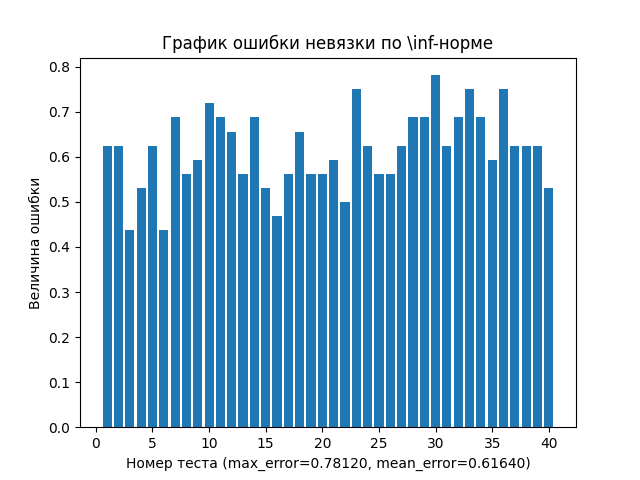 График ошибки невязки по \inf-норме
Величина ошибки
0.8
0.7
0.6
0.5
0.4
0.3
0.2
0.1
0.0
0 5 10 15 20 25 30 35 40
Номер теста (max_error=0.78120, mean_error=0.61640)